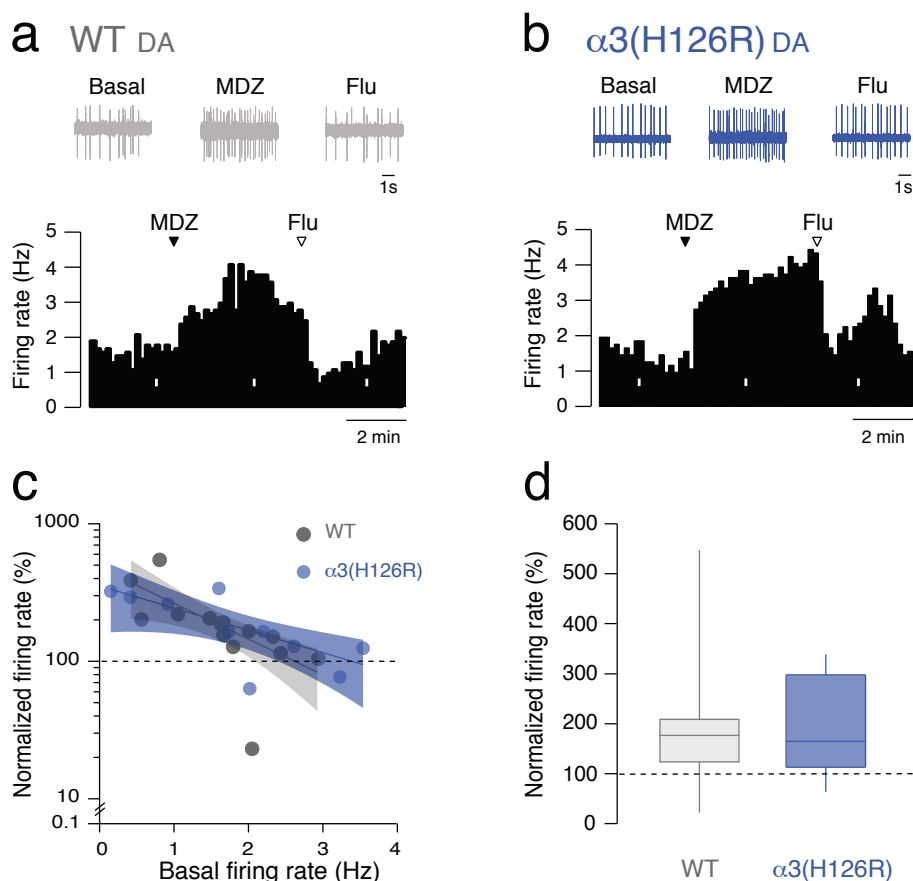 a WT DA
Basal MDZ Flu
1s
MDZ Flu
Firing rate (Hz)
5
4
3
2
1
0
2 min
b α3(H126R) DA
Basal MDZ Flu
1s
MDZ Flu
Firing rate (Hz)
5
4
3
2
1
0
2 min
c
WT
α3(H126R)
Normalized firing rate (%)
1000
100
10
0.1
0 1 2 3 4
Basal firing rate (Hz)
d
Normalized firing rate (%)
600
500
400
300
200
100
0
WT α3(H126R)